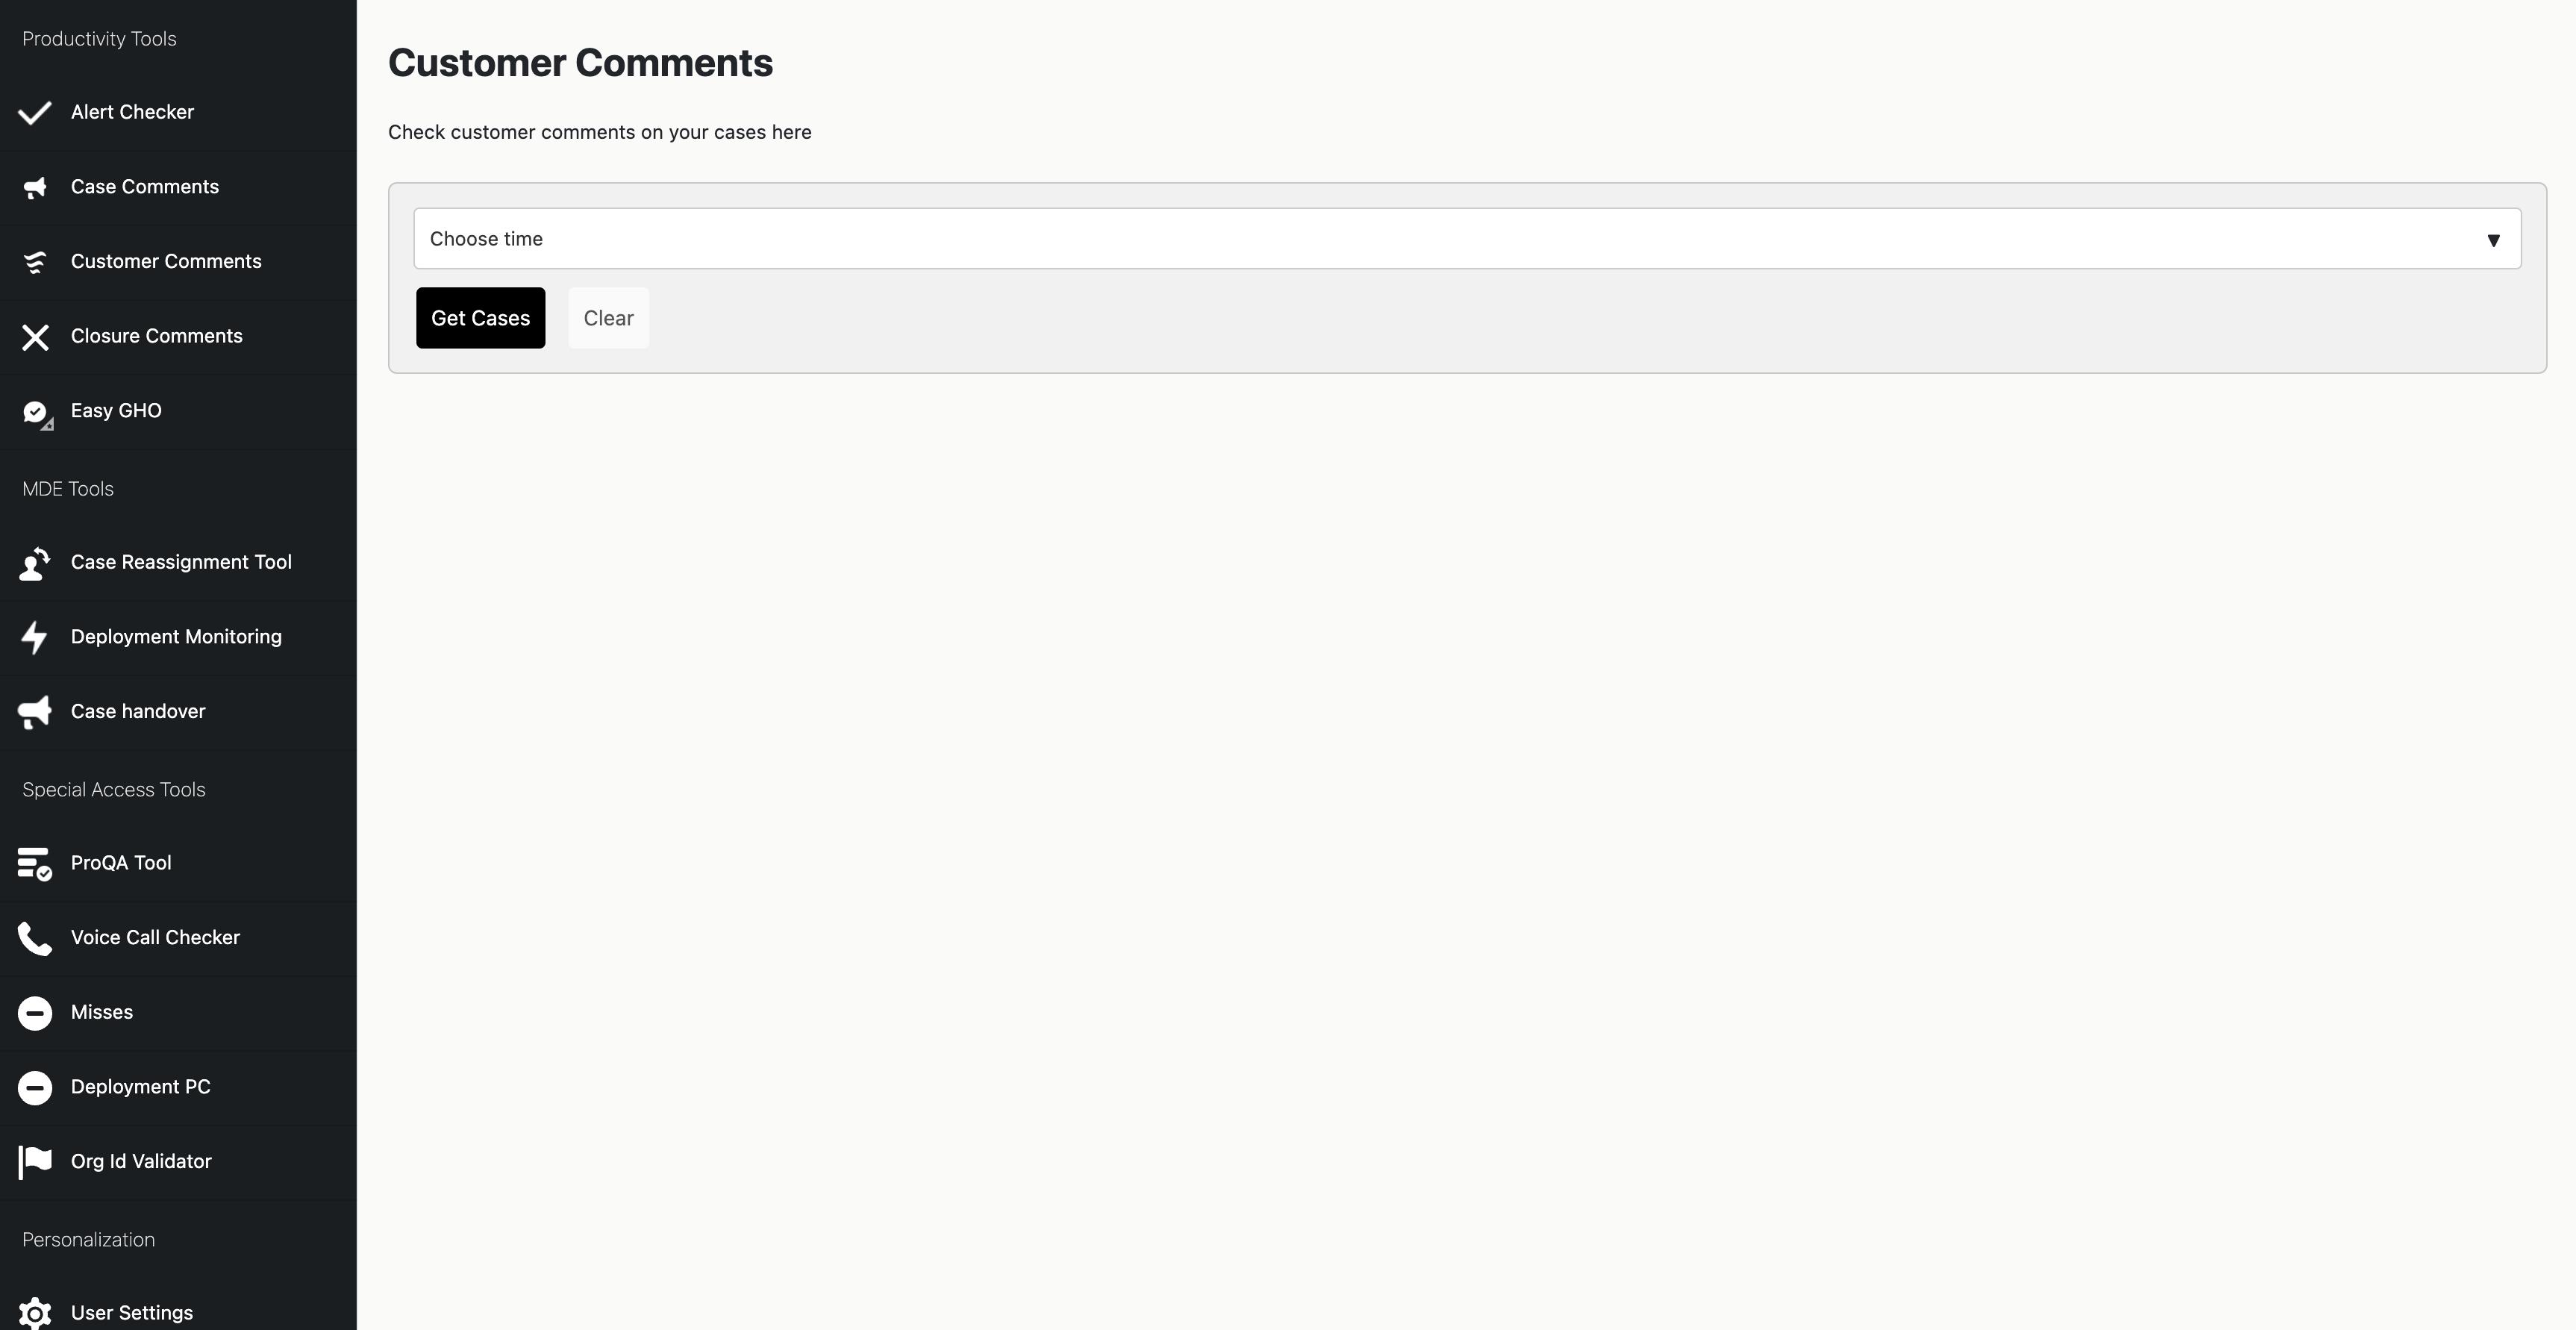 Productivity Tools
Alert Checker
Case Comments
Customer Comments
Closure Comments
Easy GHO
MDE Tools
Case Reassignment Tool
Deployment Monitoring
Case handover
Special Access Tools
ProQA Tool
Voice Call Checker
Misses
Deployment PC
Org Id Validator
Personalization
User Settings
Customer Comments
Check customer comments on your cases here
Choose time
Get Cases
Clear